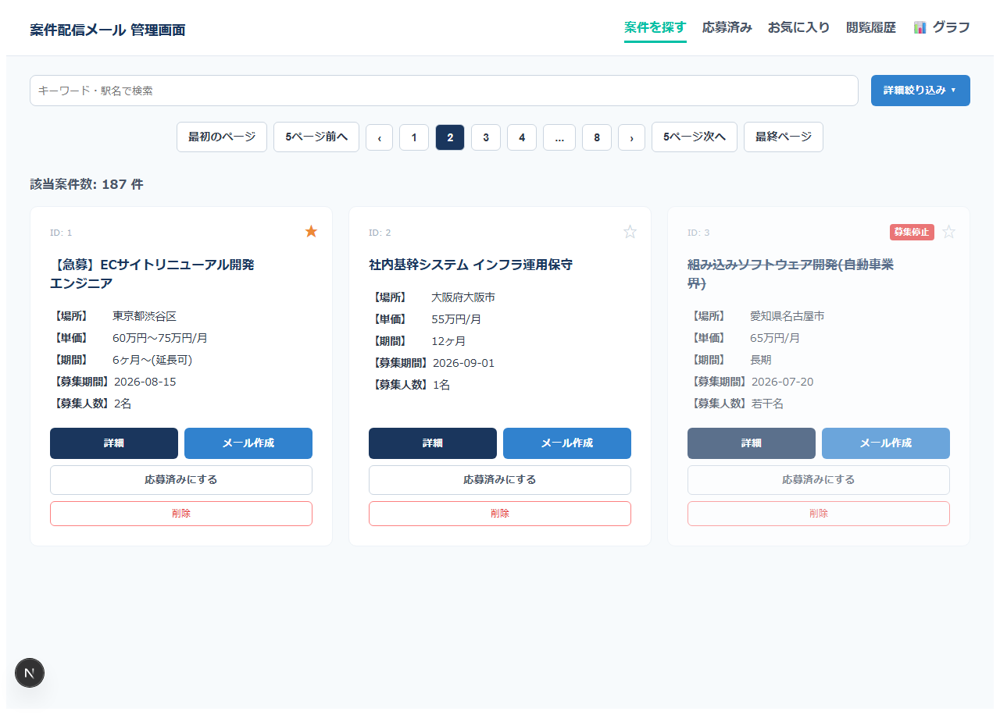 案件配信メール 管理画面
案件を探す 応募済み お気に入り 閲覧履歴 📊 グラフ
キーワード・駅名で検索
詳細絞り込み ▼
最初のページ 5ページ前へ ‹ 1 2 3 4 ... 8 › 5ページ次へ 最終ページ
該当案件数: 187 件
ID: 1 ★
【急募】ECサイトリニューアル開発
エンジニア
【場所】 東京都渋谷区
【単価】 60万円〜75万円/月
【期間】 6ヶ月〜(延長可)
【募集期間】 2026-08-15
【募集人数】 2名
詳細 メール作成
応募済みにする
削除
ID: 2 ☆
社内基幹システム インフラ運用保守
【場所】 大阪府大阪市
【単価】 55万円/月
【期間】 12ヶ月
【募集期間】 2026-09-01
【募集人数】 1名
詳細 メール作成
応募済みにする
削除
ID: 3 募集停止 ☆
組み込みソフトウェア開発(自動車業
界)
【場所】 愛知県名古屋市
【単価】 65万円/月
【期間】 長期
【募集期間】 2026-07-20
【募集人数】 若干名
詳細 メール作成
応募済みにする
削除
N